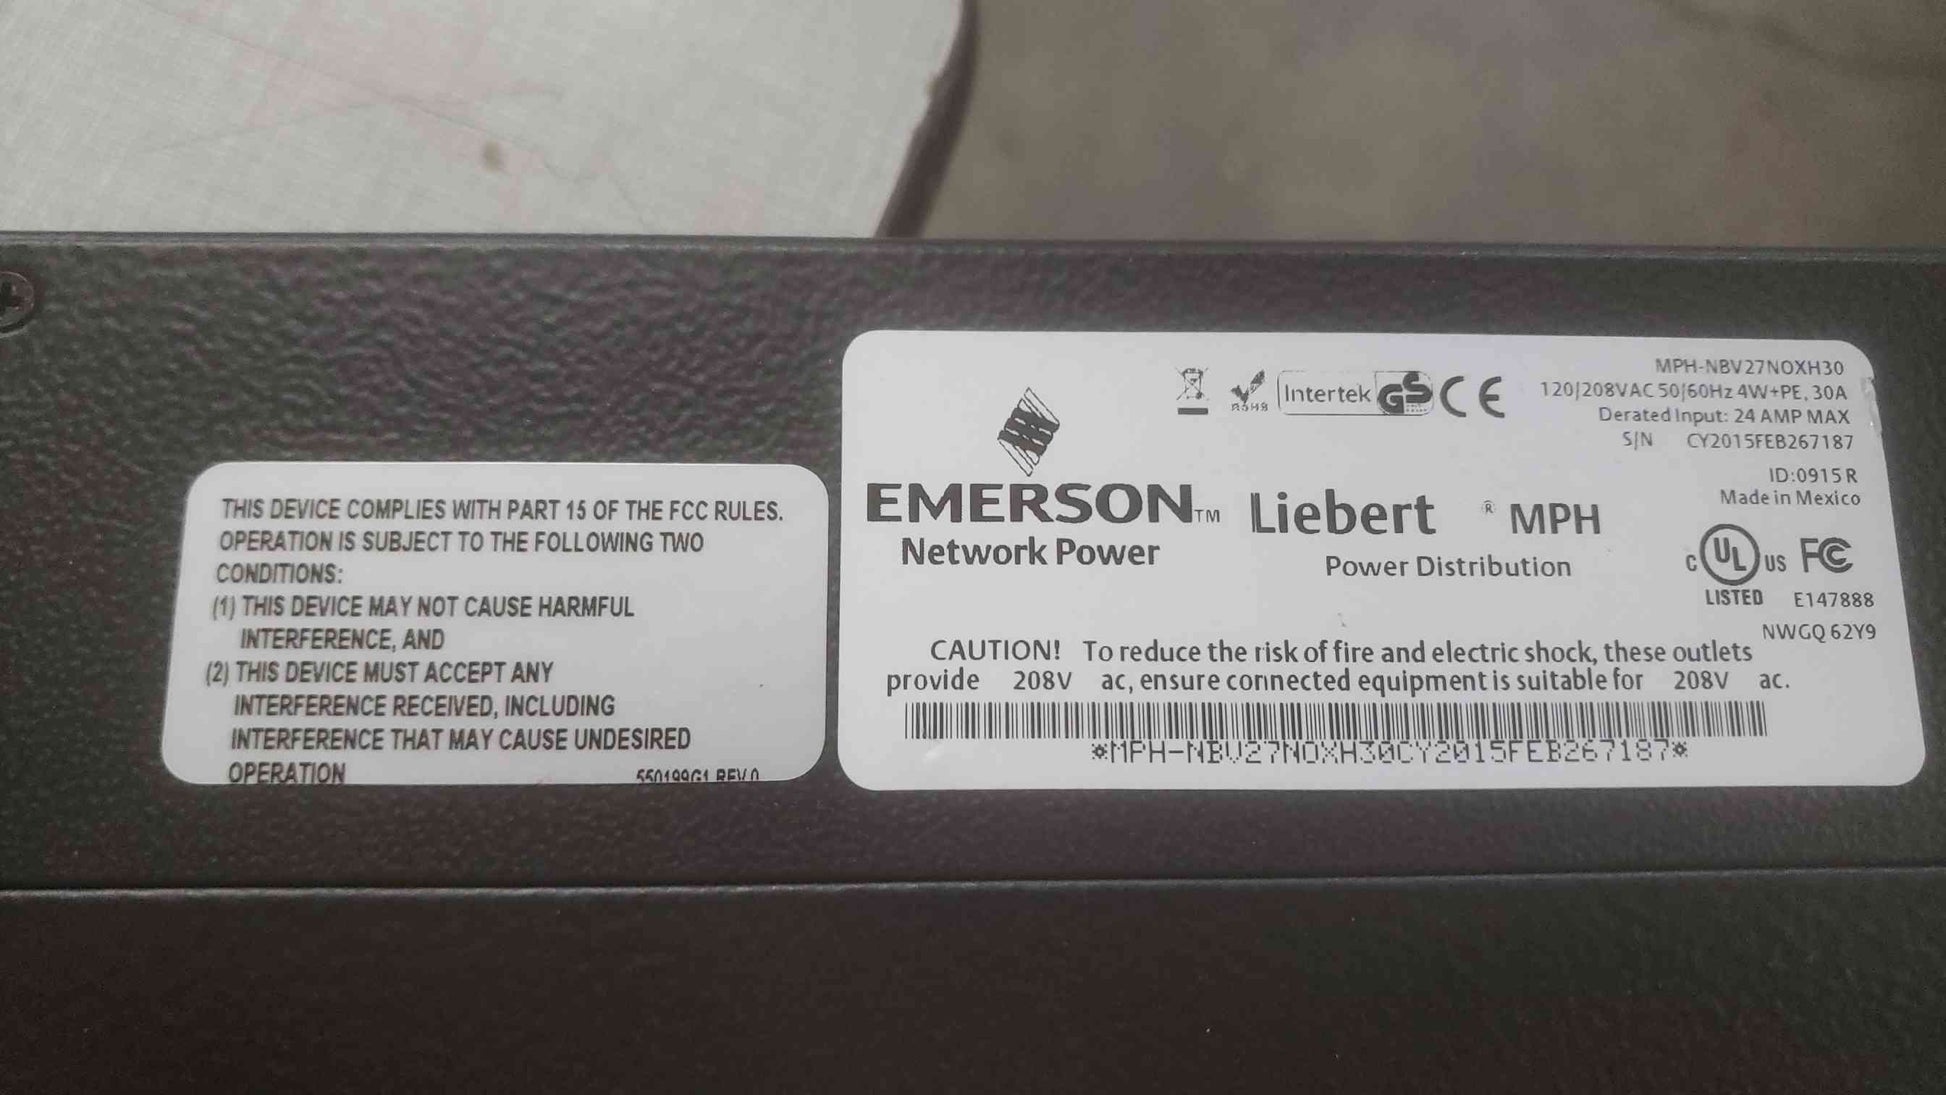 THIS DEVICE COMPLIES WITH PART 15 OF THE FCC RULES.
OPERATION IS SUBJECT TO THE FOLLOWING TWO
CONDITIONS:
(1) THIS DEVICE MAY NOT CAUSE HARMFUL
INTERFERENCE, AND
(2) THIS DEVICE MUST ACCEPT ANY
INTERFERENCE RECEIVED, INCLUDING
INTERFERENCE THAT MAY CAUSE UNDESIRED
OPERATION 550199G1 REV.0
RoHS Intertek GS CE
MPH-NBV27NOXH30
120/208VAC 50/60Hz 4W+PE, 30A
Derated Input: 24 AMP MAX
S/N CY2015FEB267187
ID:0915 R
Made in Mexico
EMERSON™ Liebert ® MPH
Network Power Power Distribution
C UL US FC
LISTED E147888
NWGQ 62Y9
CAUTION! To reduce the risk of fire and electric shock, these outlets
provide 208V ac, ensure connected equipment is suitable for 208V ac.
*MPH-NBV27NOXH30CY2015FEB267187*